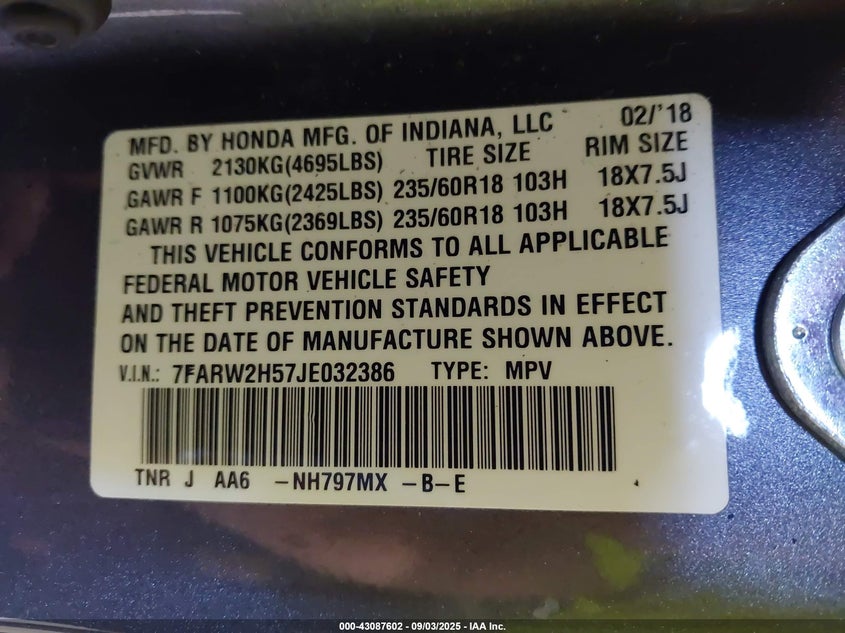 MFD. BY HONDA MFG. OF INDIANA, LLC 02/'18
GVWR 2130KG(4695LBS) TIRE SIZE RIM SIZE
GAWR F 1100KG(2425LBS) 235/60R18 103H 18X7.5J
GAWR R 1075KG(2369LBS) 235/60R18 103H 18X7.5J
THIS VEHICLE CONFORMS TO ALL APPLICABLE
FEDERAL MOTOR VEHICLE SAFETY
AND THEFT PREVENTION STANDARDS IN EFFECT
ON THE DATE OF MANUFACTURE SHOWN ABOVE.
V.I.N.: 7FARW2H57JE032386 TYPE: MPV
TNR J AA6 -NH797MX -B-E
000-43087602 - 09/03/2025 - IAA Inc.